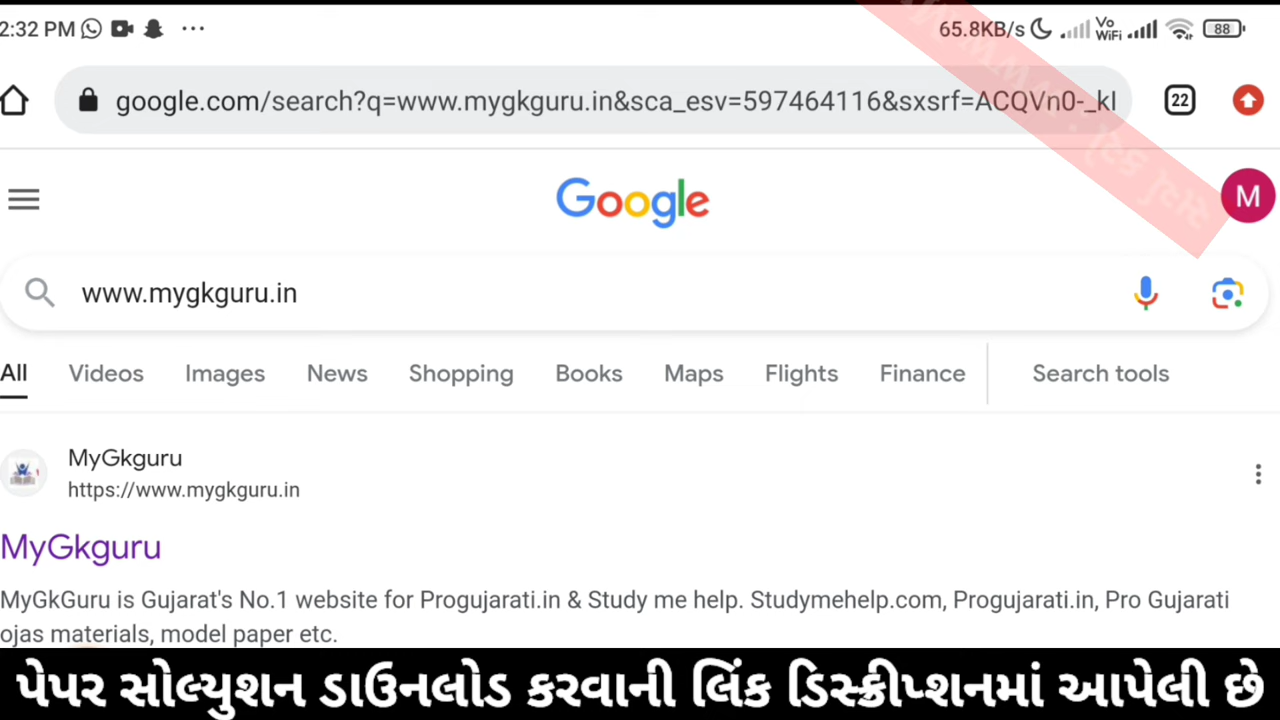 2:32 PM
65.8KB/s
Vo
WiFi
88
google.com/search?q=www.mygkguru.in&sca_esv=597464116&sxsrf=ACQVn0-_kI
22
Google
M
www.mygkguru.in
All Videos Images News Shopping Books Maps Flights Finance Search tools
MyGkguru
https://www.mygkguru.in
MyGkguru
MyGkGuru is Gujarat's No.1 website for Progujarati.in & Study me help. Studymehelp.com, Progujarati.in, Pro Gujarati
ojas materials, model paper etc.
પેપર સોલ્યુશન ડાઉનલોડ કરવાની લિંક ડિસ્ક્રીપ્શનમાં આપેલી છે